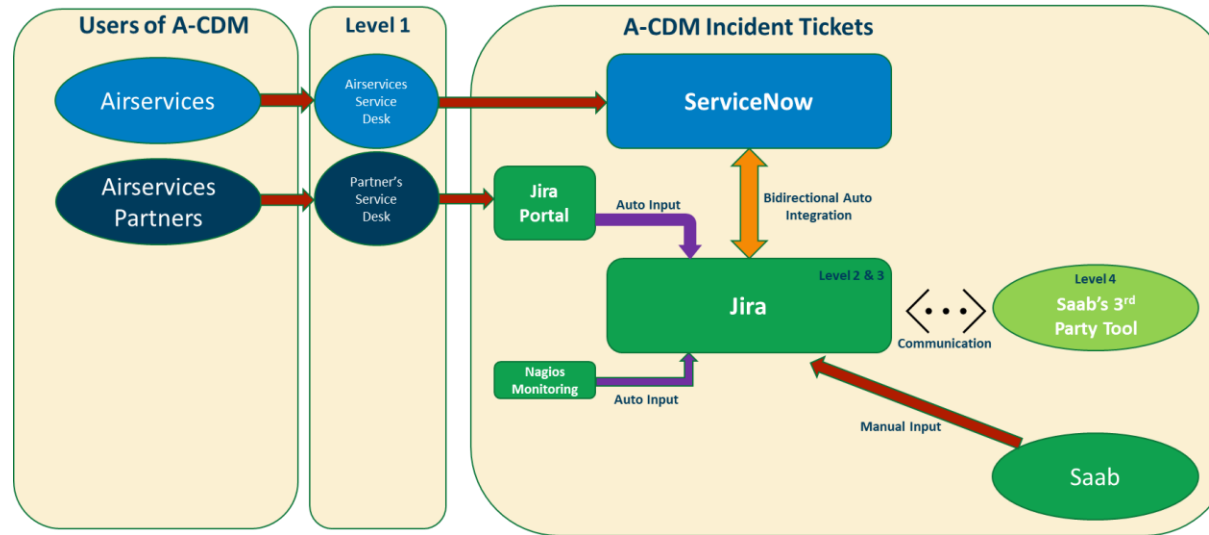 Users of A-CDM
Level 1
A-CDM Incident Tickets
Airservices
Airservices
Service
Desk
ServiceNow
Airservices
Partners
Partner's
Service
Desk
Jira
Portal
Auto Input
Bidirectional Auto
Integration
Level 2 & 3
Jira
Level 4
Saab's 3rd
Party Tool
Communication
Nagios
Monitoring
Auto Input
Manual Input
Saab